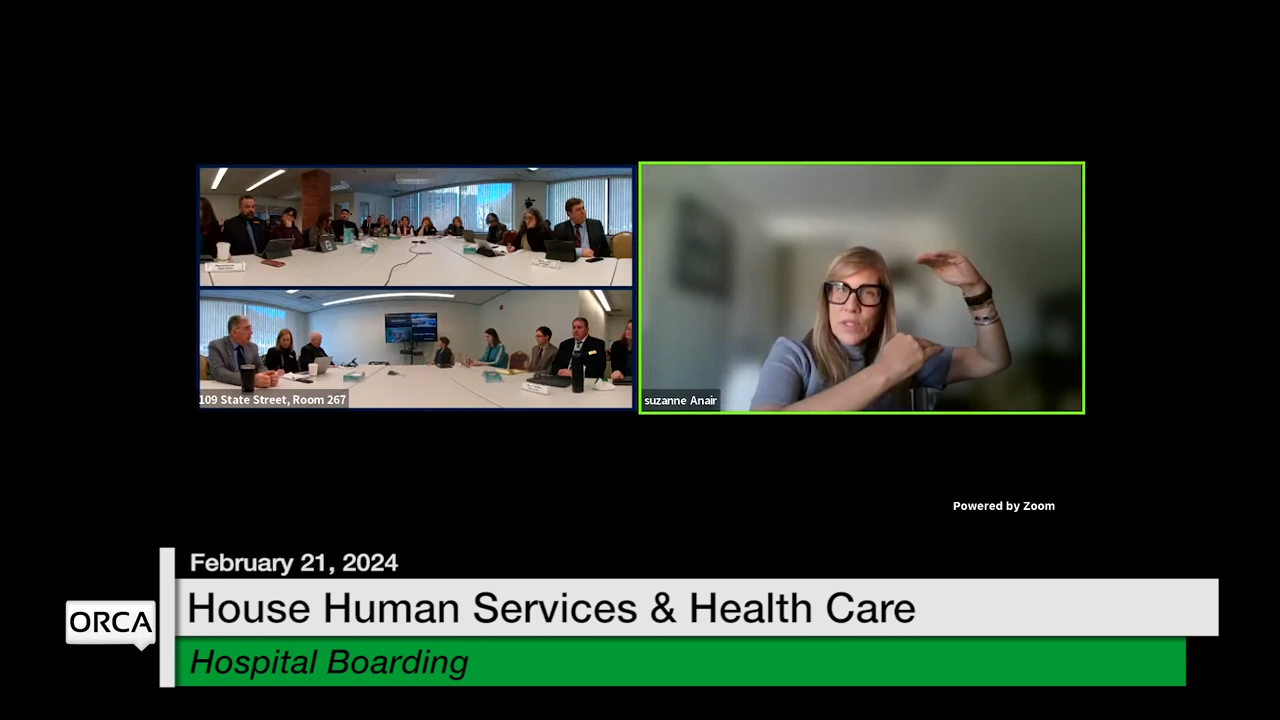 109 State Street, Room 267
suzanne Anair
Powered by Zoom
February 21, 2024
House Human Services & Health Care
ORCA
Hospital Boarding